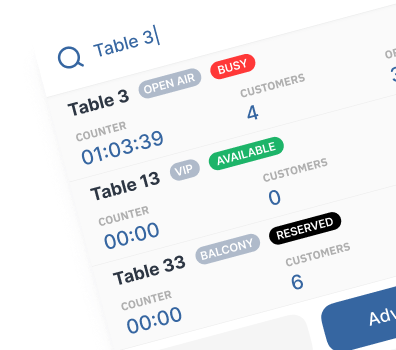 Table 3
Table 3 OPEN AIR BUSY
COUNTER CUSTOMERS
01:03:39 4
Table 13 VIP AVAILABLE
COUNTER CUSTOMERS
00:00 0
Table 33 BALCONY RESERVED
COUNTER CUSTOMERS
00:00 6